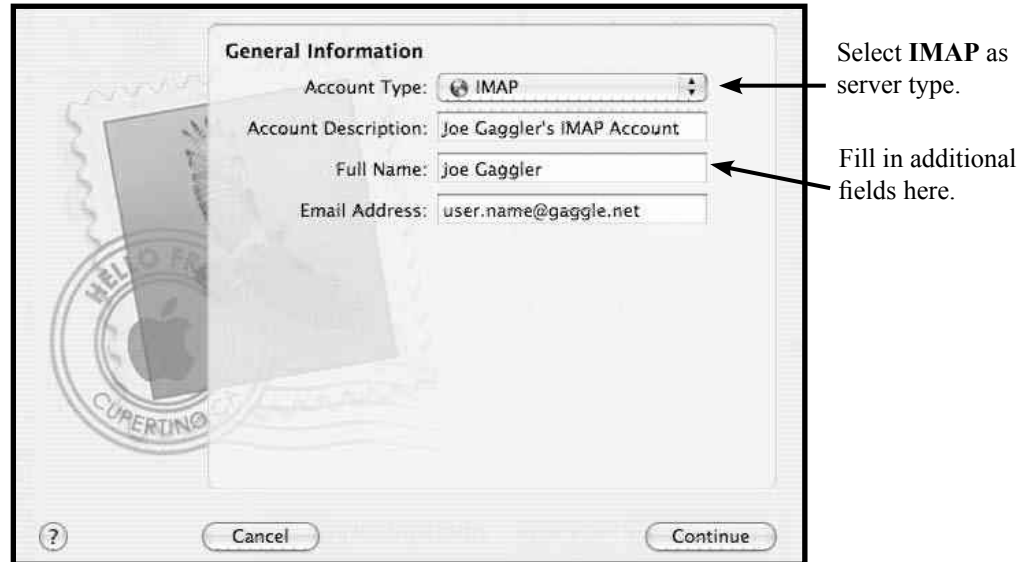 General Information
Account Type: IMAP
Account Description: Joe Gaggler's IMAP Account
Full Name: Joe Gaggler
Email Address: user.name@gaggle.net
Select IMAP as
server type.
Fill in additional
fields here.
HELLO FR
CUPERTINO
?
Cancel
Continue